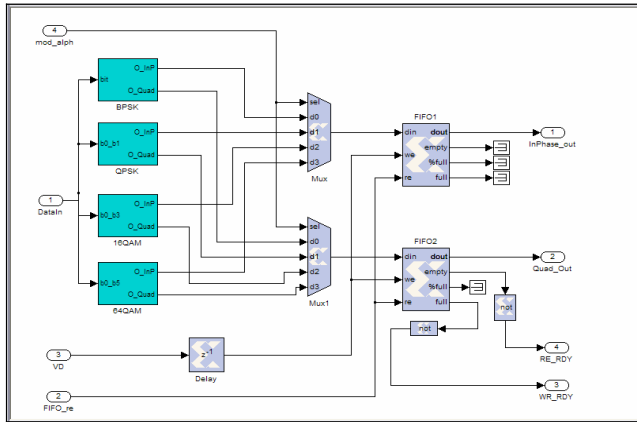 4
mod_alph
bit
O_InP
O_Quad
BPSK
b0_b1
O_InP
O_Quad
QPSK
1
DataIn
b0_b3
O_InP
O_Quad
16QAM
b0_b5
O_InP
O_Quad
64QAM
3
VD
z-1
Delay
2
FIFO_re
sel
d0
d1
d2
d3
Mux
sel
d0
d1
d2
d3
Mux1
FIFO1
din
we
re
dout
empty
%full
full
1
InPhase_out
FIFO2
din
we
re
dout
empty
%full
full
2
Quad_Out
not
not
4
RE_RDY
3
WR_RDY